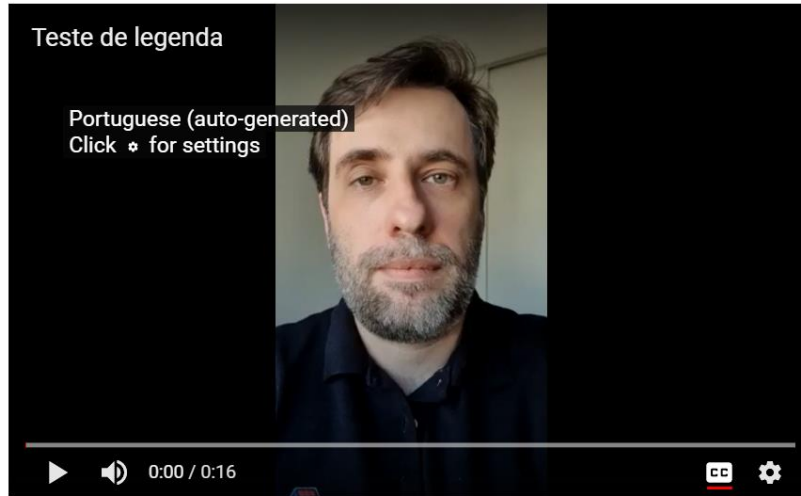 Teste de legenda
Portuguese (auto-generated)
Click ⚙ for settings
0:00 / 0:16
CC